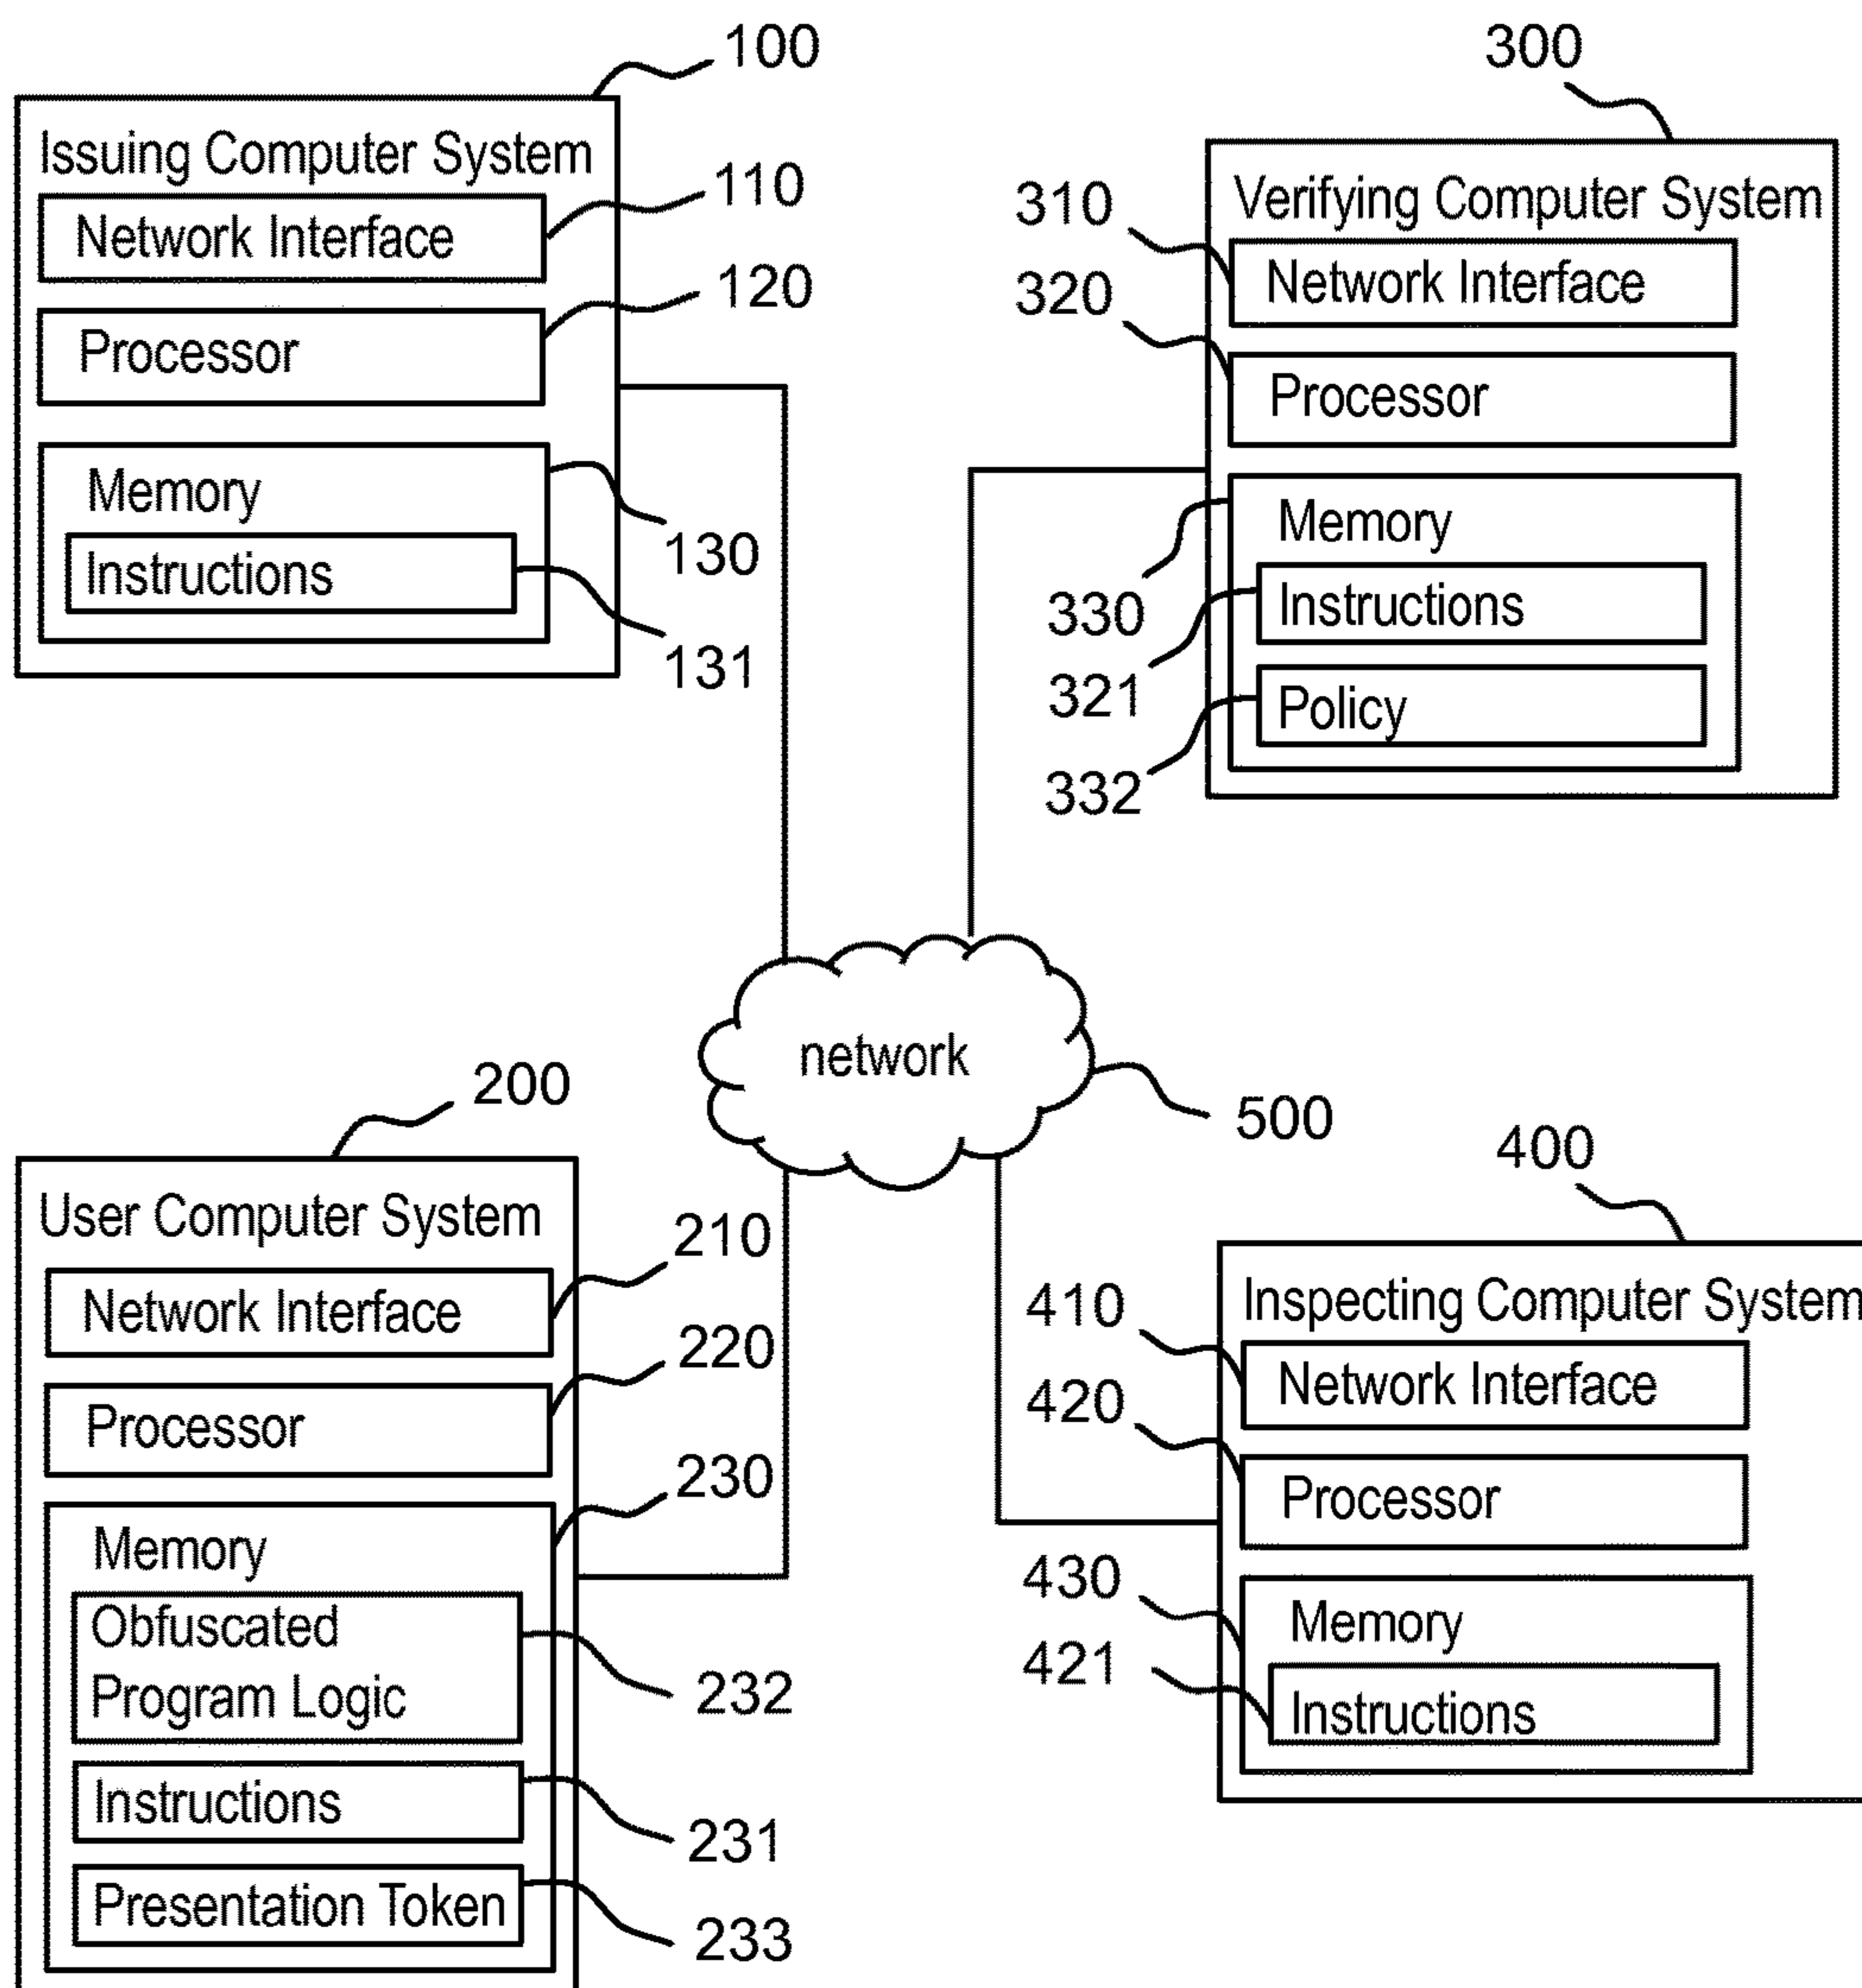 100
Issuing Computer System
Network Interface
110
Processor
120
Memory
130
Instructions
131
300
Verifying Computer System
310
Network Interface
320
Processor
Memory
330
Instructions
321
Policy
332
network
500
200
User Computer System
Network Interface
210
Processor
220
Memory
230
Obfuscated
Program Logic
232
Instructions
231
Presentation Token
233
400
Inspecting Computer System
410
Network Interface
420
Processor
430
Memory
421
Instructions